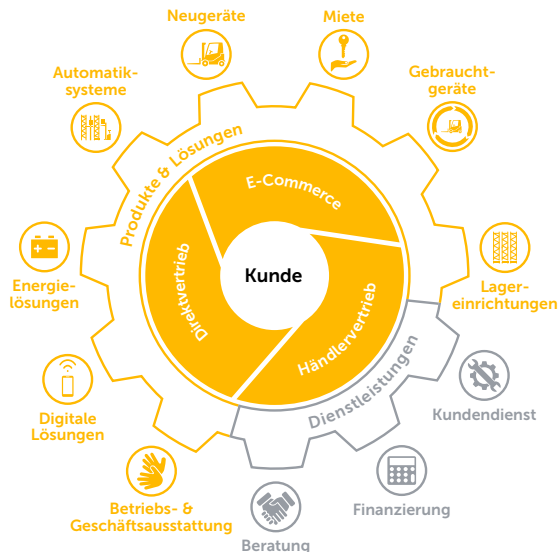 Neugeräte
Miete
Automatik-
systeme
Gebraucht-
geräte
Produkte & Lösungen
E-Commerce
Direktvertrieb
Kunde
Händlervertrieb
Energie-
lösungen
Lager-
einrichtungen
Dienstleistungen
Digitale
Lösungen
Kundendienst
Betriebs- &
Geschäftsausstattung
Finanzierung
Beratung